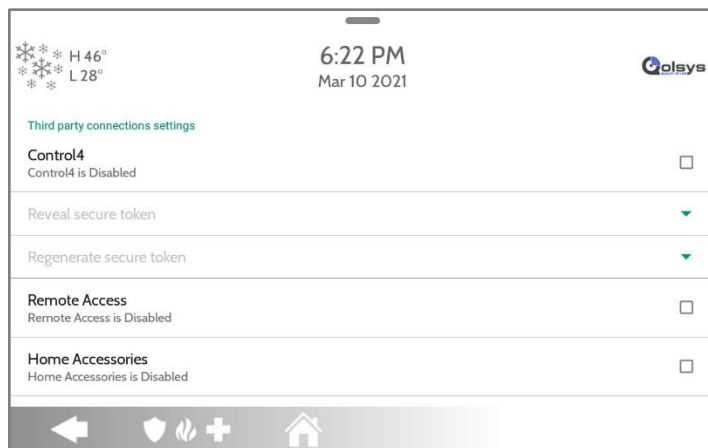 H 46°
L 28°
6:22 PM
Mar 10 2021
Qolsys
Third party connections settings
Control4
Control4 is Disabled
Reveal secure token
Regenerate secure token
Remote Access
Remote Access is Disabled
Home Accessories
Home Accessories is Disabled